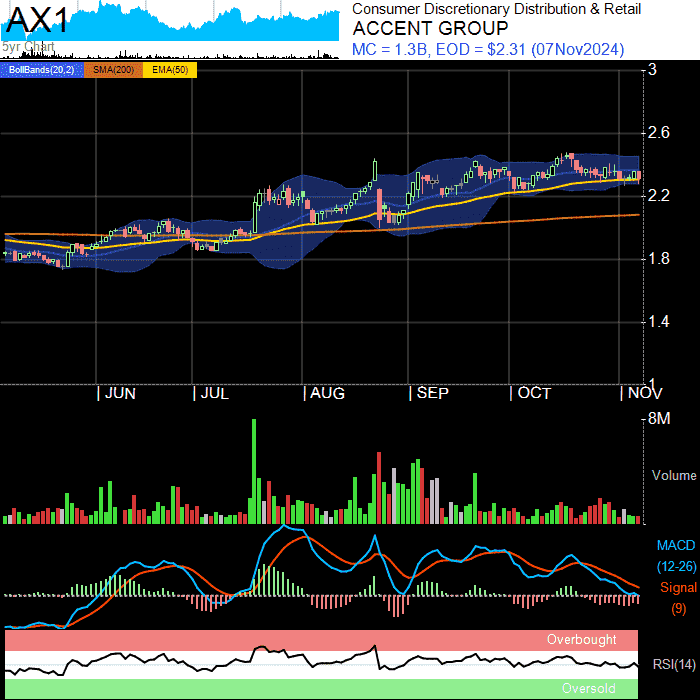 AX1
5yr Chart
Consumer Discretionary Distribution & Retail
ACCENT GROUP
MC = 1.3B, EOD = $2.31 (07Nov2024)
BollBands(20,2) SMA(200) EMA(50)
3
2.6
2.2
1.8
1.4
1
JUN JUL AUG SEP OCT NOV
8M
Volume
MACD
(12-26)
Signal
(9)
Overbought
RSI(14)
Oversold